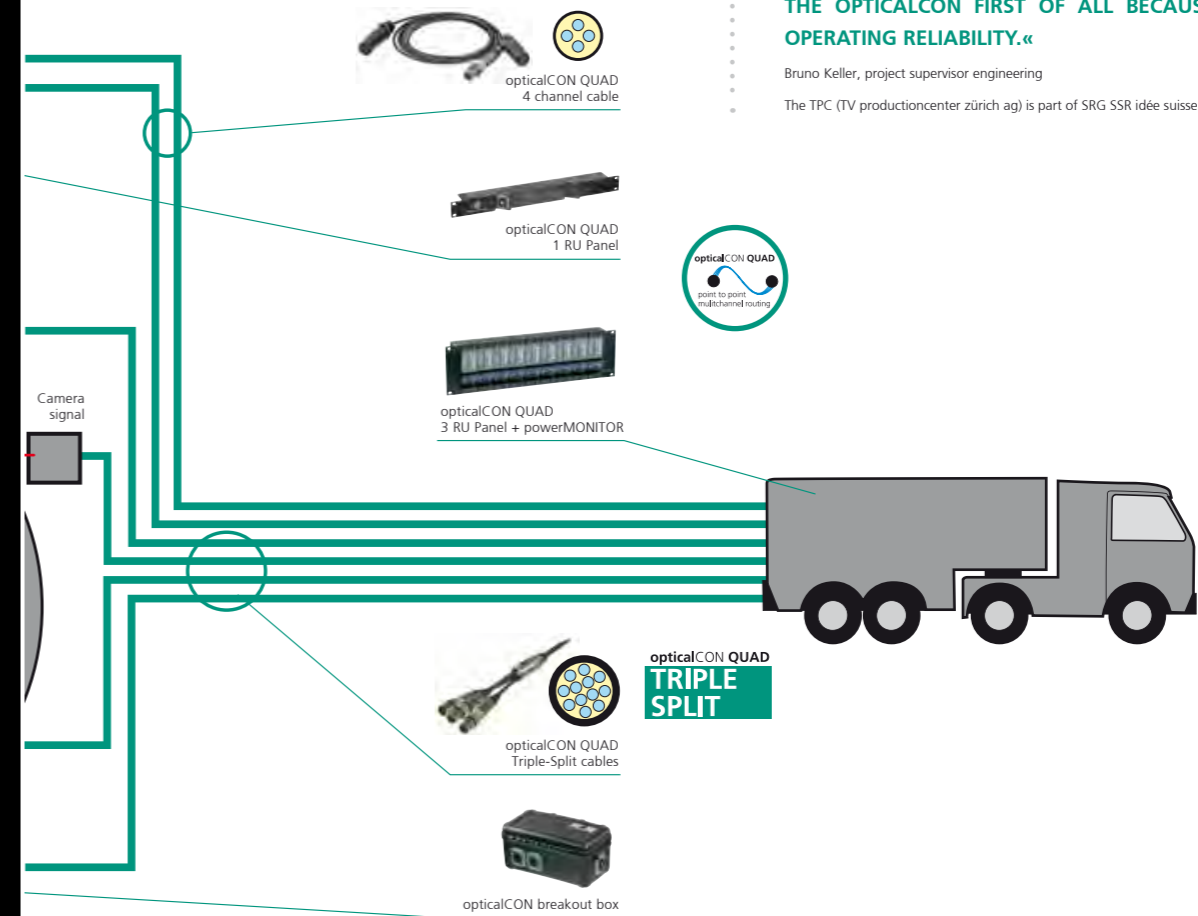 THE OPTICALCON FIRST OF ALL BECAUS
OPERATING RELIABILITY.«
Bruno Keller, project supervisor engineering
The TPC (TV productioncenter zürich ag) is part of SRG SSR idée suisse
opticalCON QUAD
4 channel cable
opticalCON QUAD
1 RU Panel
opticalCON QUAD
point to point
mulitchannel routing
opticalCON QUAD
3 RU Panel + powerMONITOR
Camera
signal
opticalCON QUAD
TRIPLE
SPLIT
opticalCON QUAD
Triple-Split cables
opticalCON breakout box